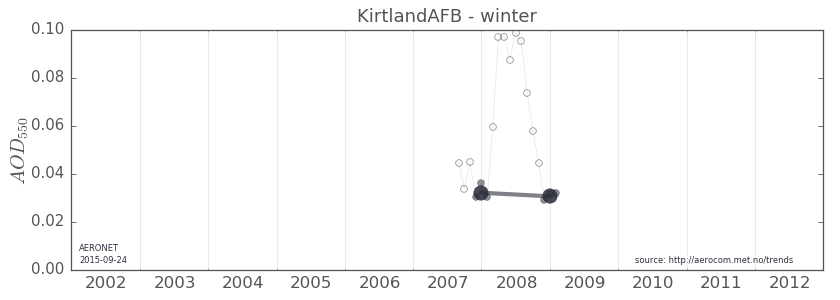 KirtlandAFB - winter
0.10
0.08
0.06
0.04
0.02
0.00
AOD550
AERONET
2015-09-24
source: http://aerocom.met.no/trends
2002 2003 2004 2005 2006 2007 2008 2009 2010 2011 2012